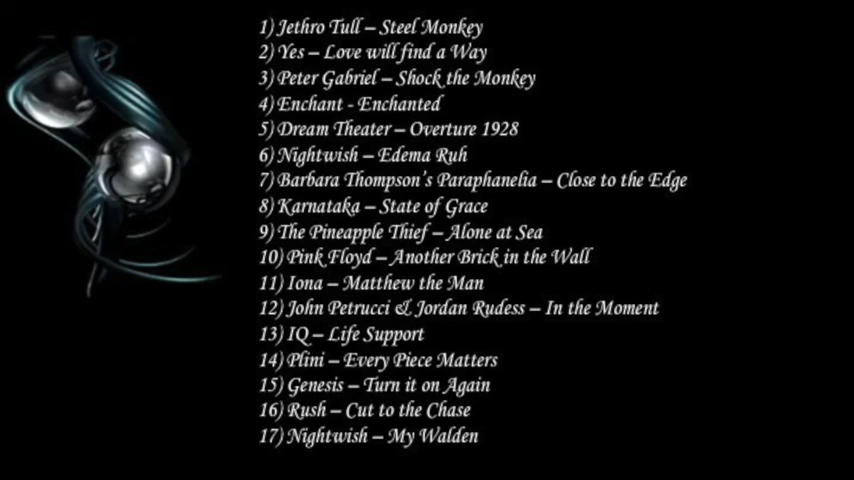 1) Jethro Tull – Steel Monkey
2) Yes – Love will find a Way
3) Peter Gabriel – Shock the Monkey
4) Enchant - Enchanted
5) Dream Theater – Overture 1928
6) Nightwish – Edema Ruh
7) Barbara Thompson's Paraphanelia – Close to the Edge
8) Karnataka – State of Grace
9) The Pineapple Thief – Alone at Sea
10) Pink Floyd – Another Brick in the Wall
11) Iona – Matthew the Man
12) John Petrucci & Jordan Rudess – In the Moment
13) IQ – Life Support
14) Plini – Every Piece Matters
15) Genesis – Turn it on Again
16) Rush – Cut to the Chase
17) Nightwish – My Walden